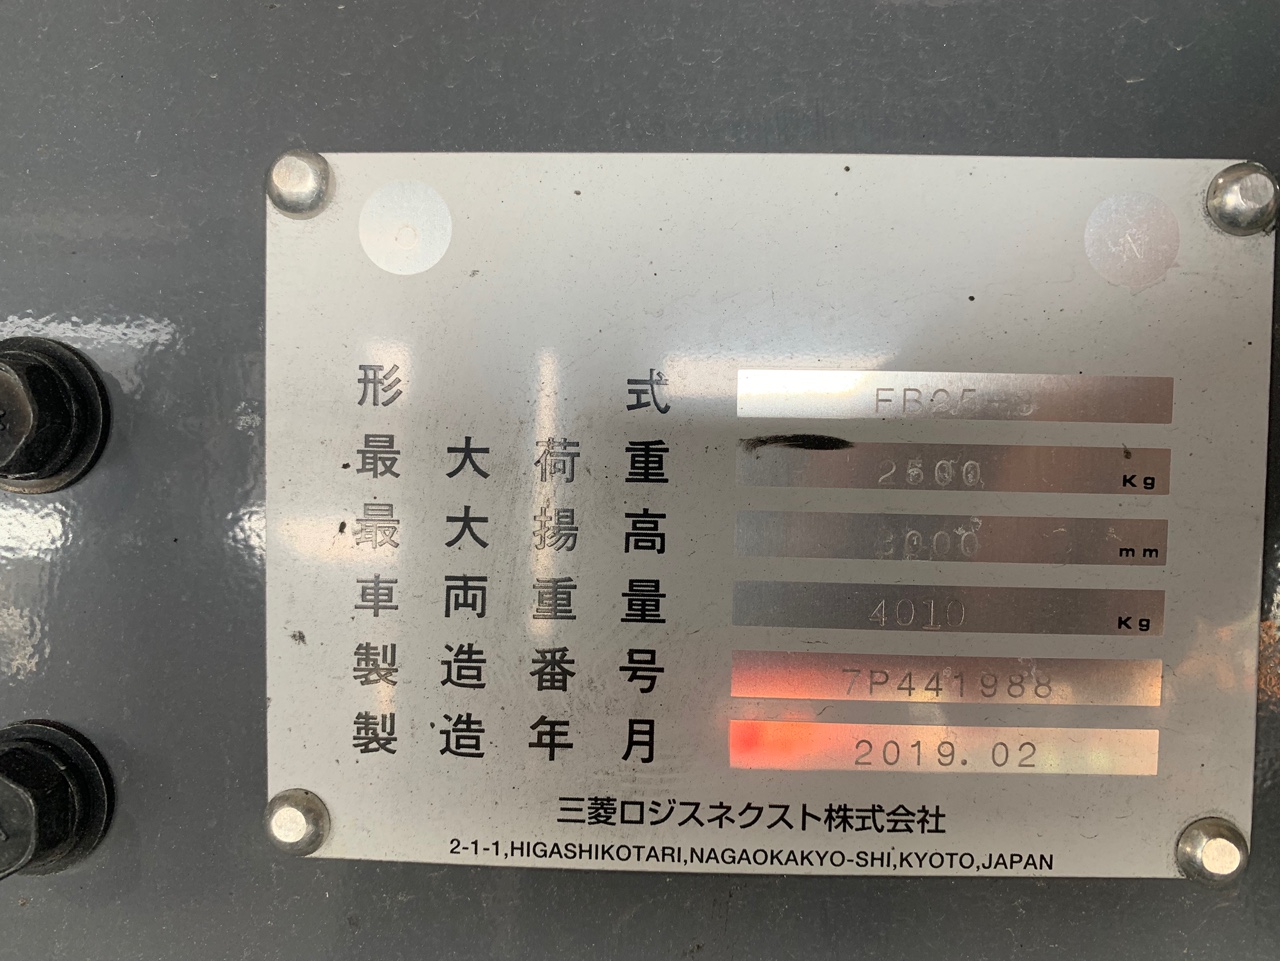 形式 FB25-8
最大荷重 2500 Kg
最大揚高 3000 mm
車両重量 4010 Kg
製造番号 7P441988
製造年月 2019.02
三菱ロジスネクスト株式会社
2-1-1,HIGASHIKOTARI,NAGAOKAKYO-SHI,KYOTO,JAPAN